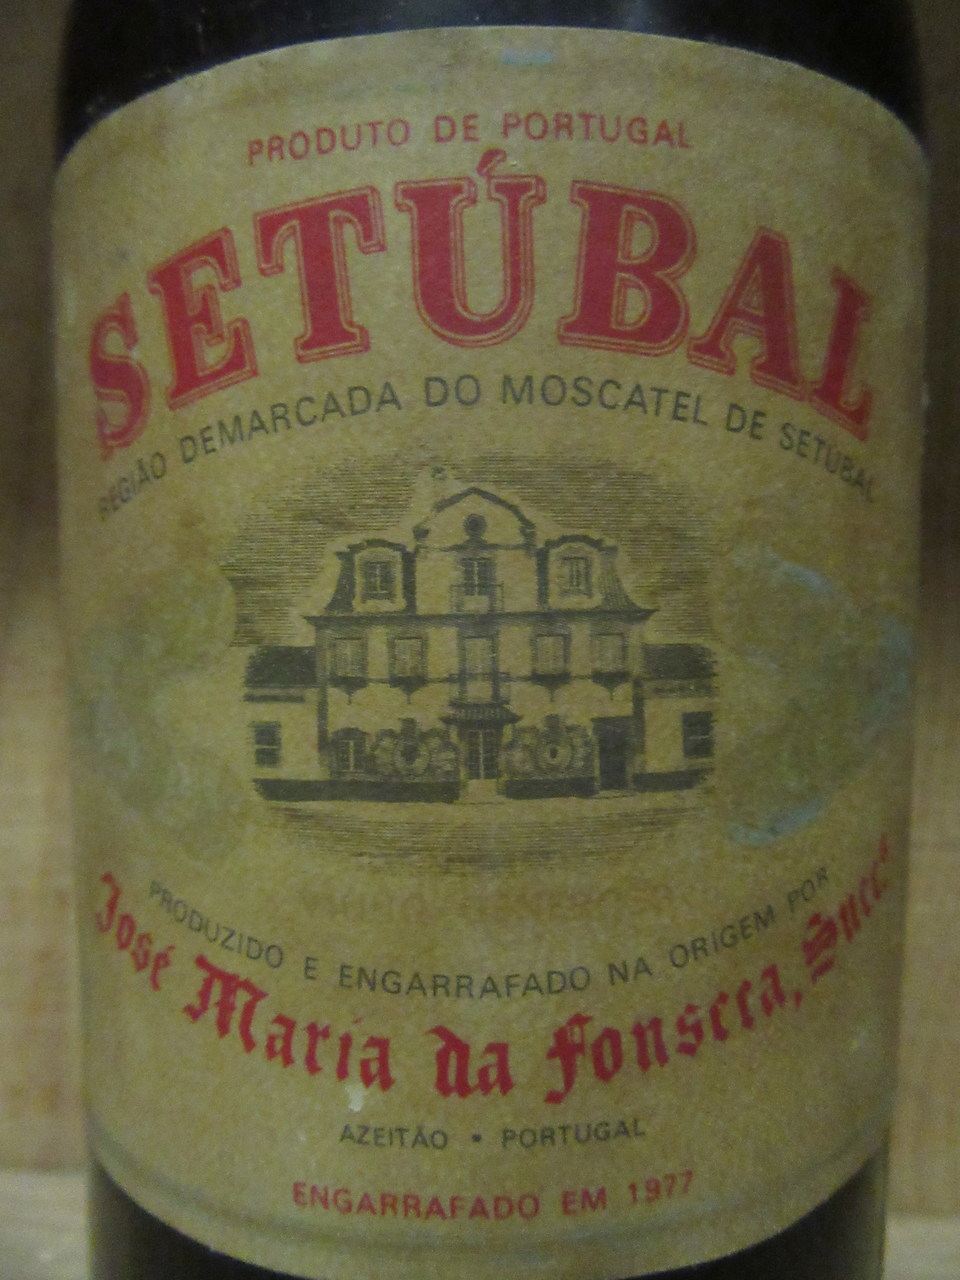 PRODUTO DE PORTUGAL
SETÚBAL
REGIÃO DEMARCADA DO MOSCATEL DE SETÚBAL
PRODUZIDO E ENGARRAFADO NA ORIGEM POR
José Maria da Fonseca, Succs
AZEITÃO • PORTUGAL
ENGARRAFADO EM 1977